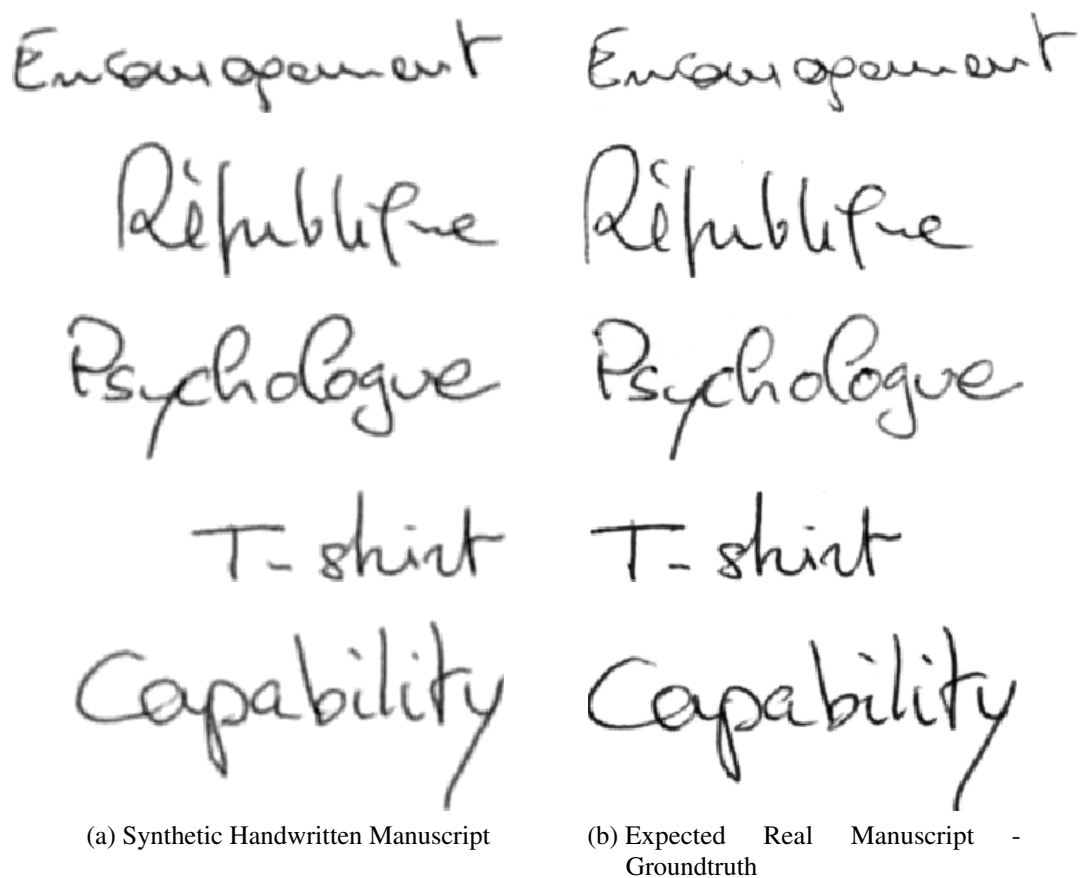 Encouragement Encouragement
République République
Psychologue Psychologue
T-shirt T-shirt
Capability Capability
(a) Synthetic Handwritten Manuscript (b) Expected Real Manuscript -
Groundtruth